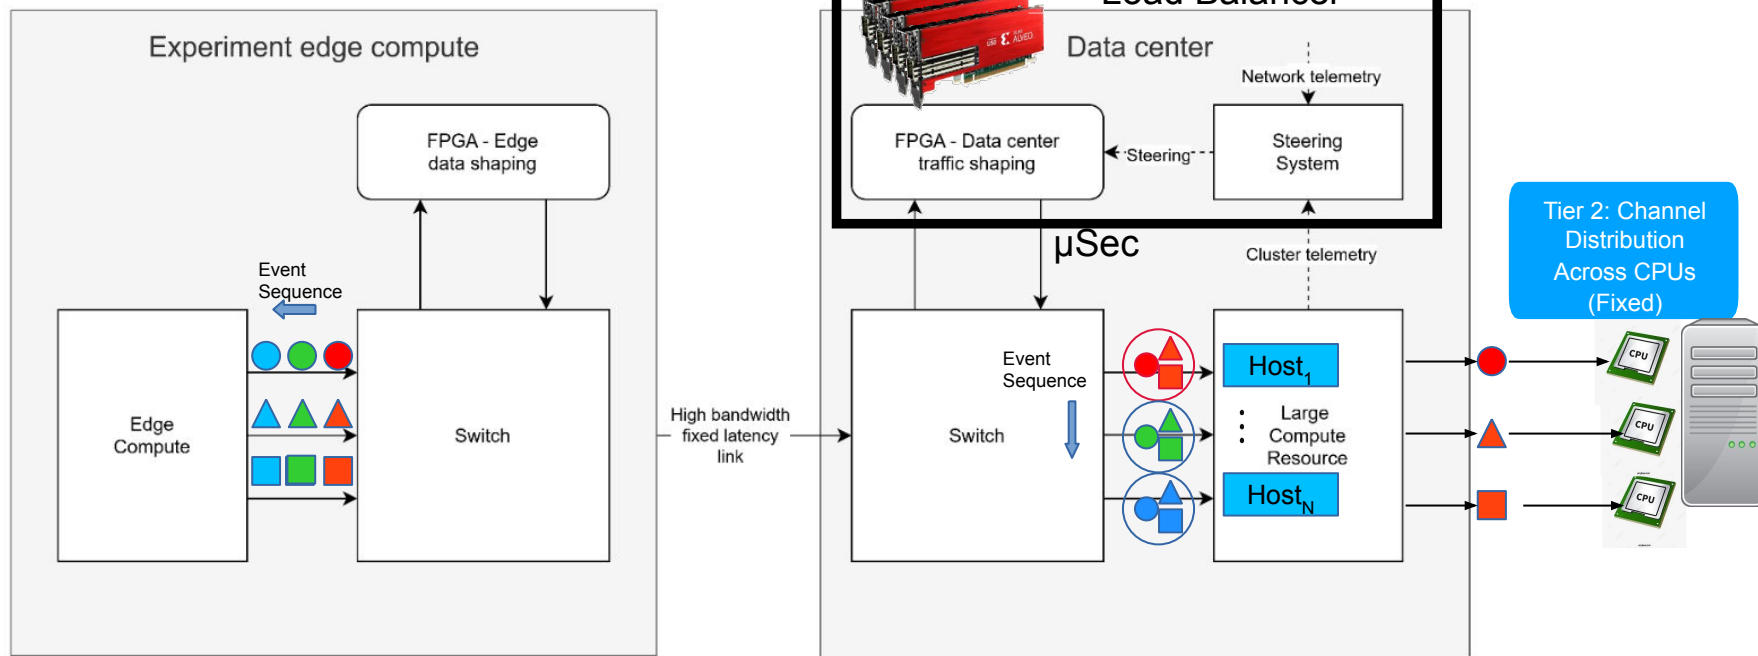 Load Balancer
Experiment edge compute
Data center
ALVEO
Network telemetry
FPGA - Edge
data shaping
FPGA - Data center
traffic shaping
Steering
Steering
System
Tier 2: Channel
Distribution
Across CPUs
(Fixed)
µSec
Cluster telemetry
Event
Sequence
Edge
Compute
Switch
High bandwidth
fixed latency
link
Event
Sequence
Switch
Host1
Large
Compute
Resource
HostN
CPU
CPU
CPU